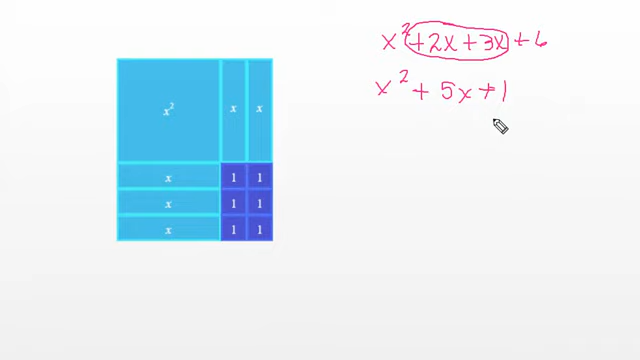 x² + 2x + 3x + 6
x² + 5x + 1
x² x x
x 1 1
x 1 1
x 1 1